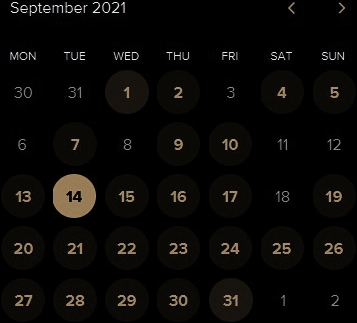 September 2021
MON TUE WED THU FRI SAT SUN
30 31 1 2 3 4 5
6 7 8 9 10 11 12
13 14 15 16 17 18 19
20 21 22 23 24 25 26
27 28 29 30 31 1 2